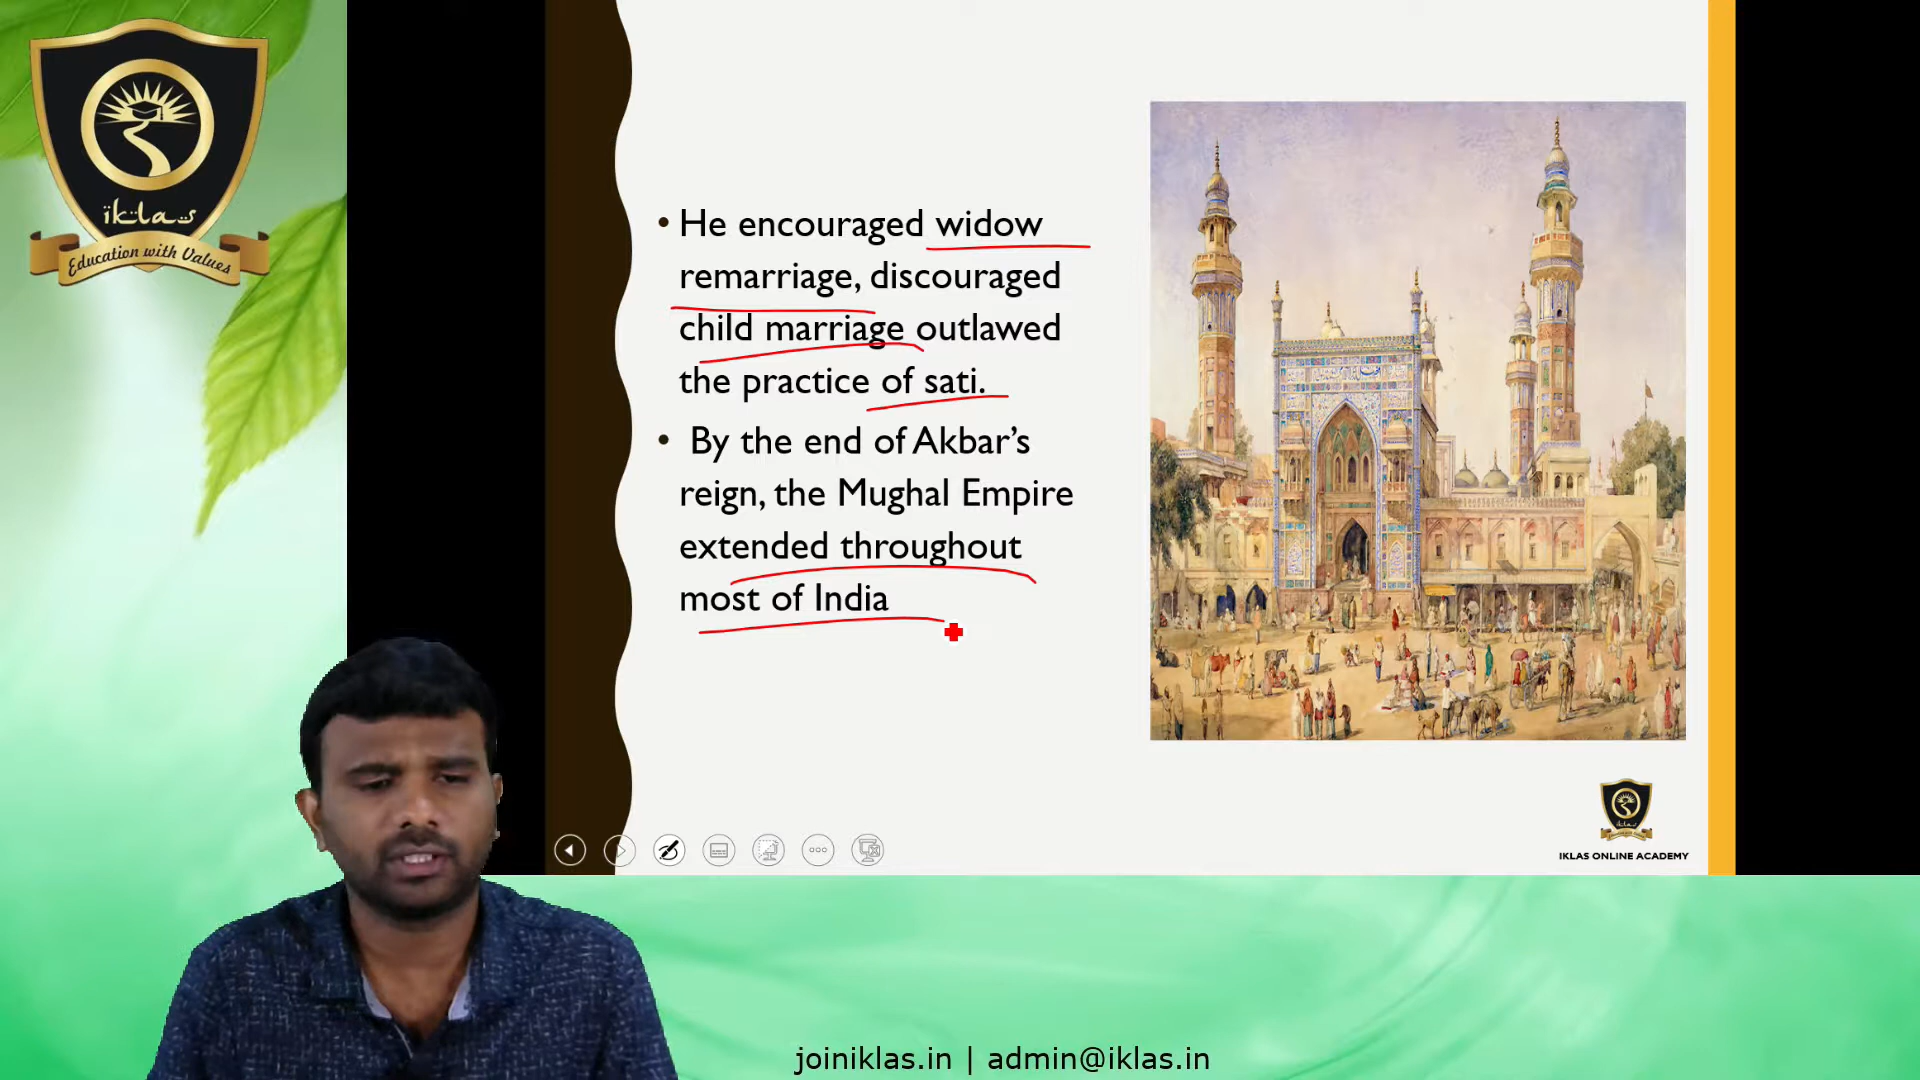 iklas
Education with Values
• He encouraged widow
remarriage, discouraged
child marriage outlawed
the practice of sati.
• By the end of Akbar’s
reign, the Mughal Empire
extended throughout
most of India
iklas
IKLAS ONLINE ACADEMY
joiniklas.in | admin@iklas.in